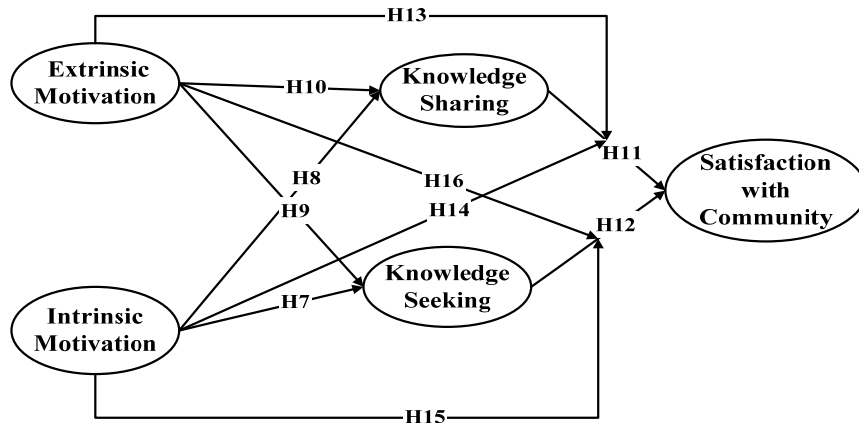 H13
Extrinsic
Motivation
H10
Knowledge
Sharing
H11
H8
H16
Satisfaction
with
Community
H9
H14
H12
Knowledge
Seeking
H7
Intrinsic
Motivation
H15